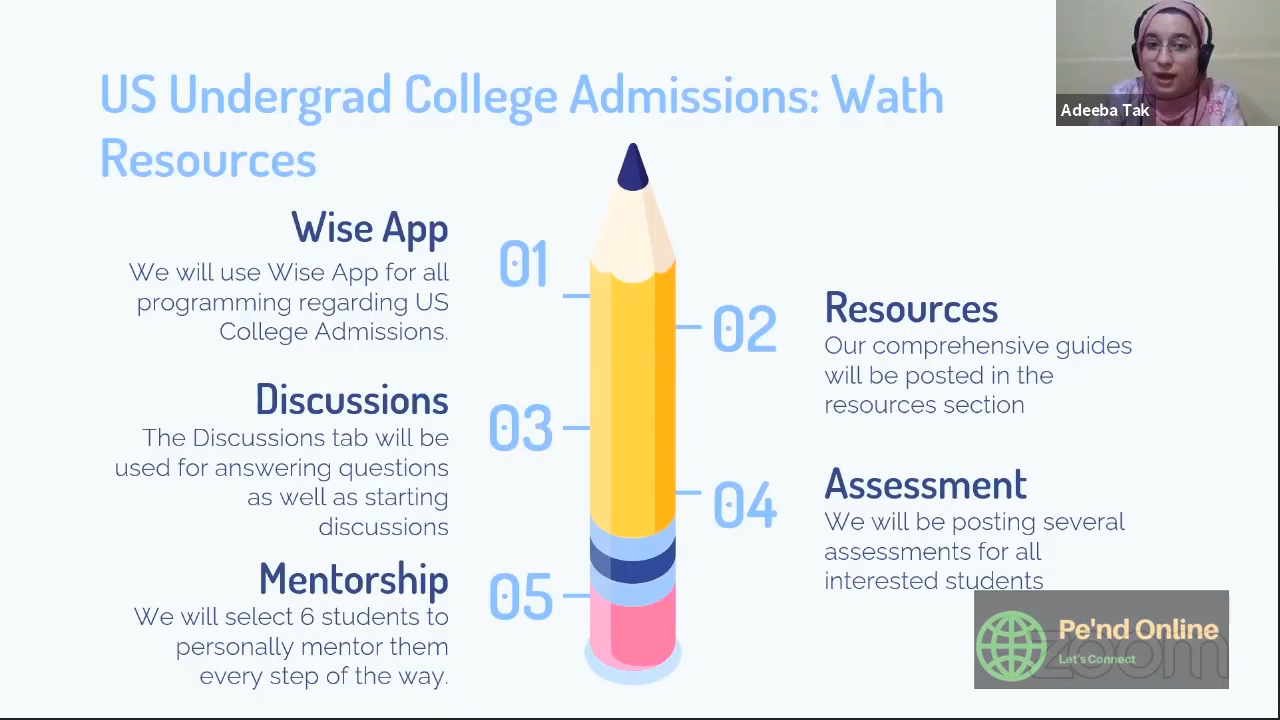 US Undergrad College Admissions: Wath
Resources
Adeeba Tak
Wise App
We will use Wise App for all
programming regarding US
College Admissions.
01
02
Resources
Our comprehensive guides
will be posted in the
resources section
Discussions
The Discussions tab will be
used for answering questions
as well as starting
discussions
03
04
Assessment
We will be posting several
assessments for all
interested students
Mentorship
We will select 6 students to
personally mentor them
every step of the way.
05
Pe'nd Online
Let's Connect
zoom